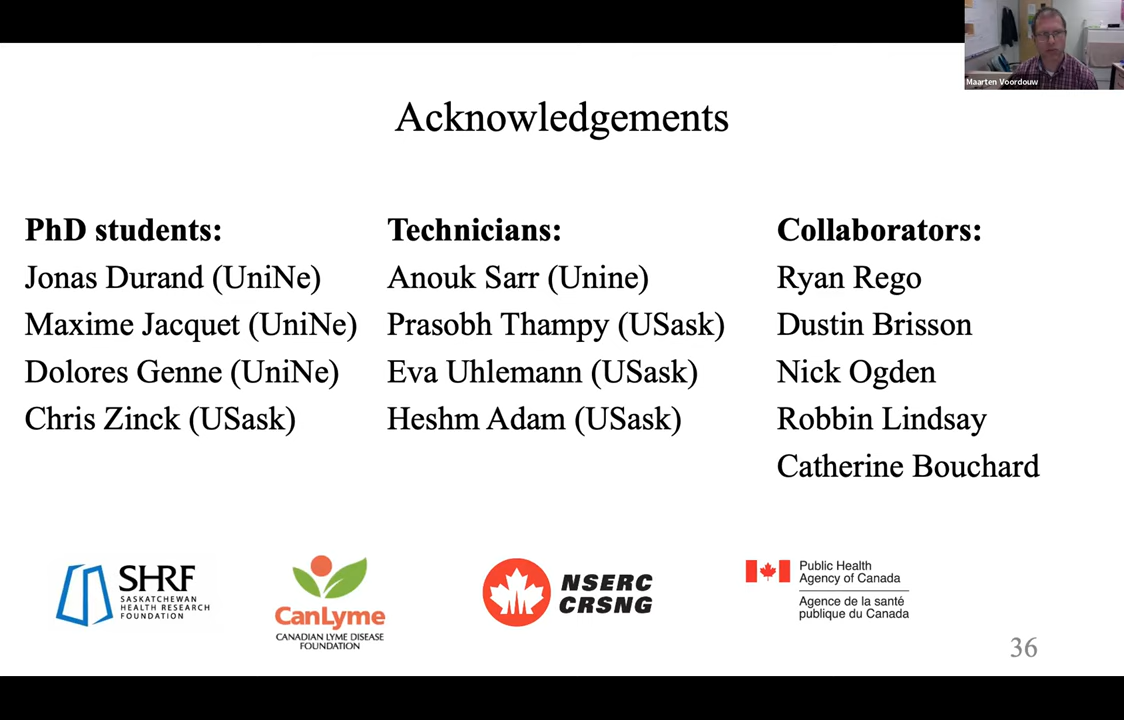 Maarten Voordouw
Acknowledgements
PhD students:
Jonas Durand (UniNe)
Maxime Jacquet (UniNe)
Dolores Genne (UniNe)
Chris Zinck (USask)
Technicians:
Anouk Sarr (Unine)
Prasobh Thampy (USask)
Eva Uhlemann (USask)
Heshm Adam (USask)
Collaborators:
Ryan Rego
Dustin Brisson
Nick Ogden
Robbin Lindsay
Catherine Bouchard
SHRF
SASKATCHEWAN
HEALTH RESEARCH
FOUNDATION
CanLyme
CANADIAN LYME DISEASE
FOUNDATION
NSERC
CRSNG
Public Health
Agency of Canada
Agence de la santé
publique du Canada
36